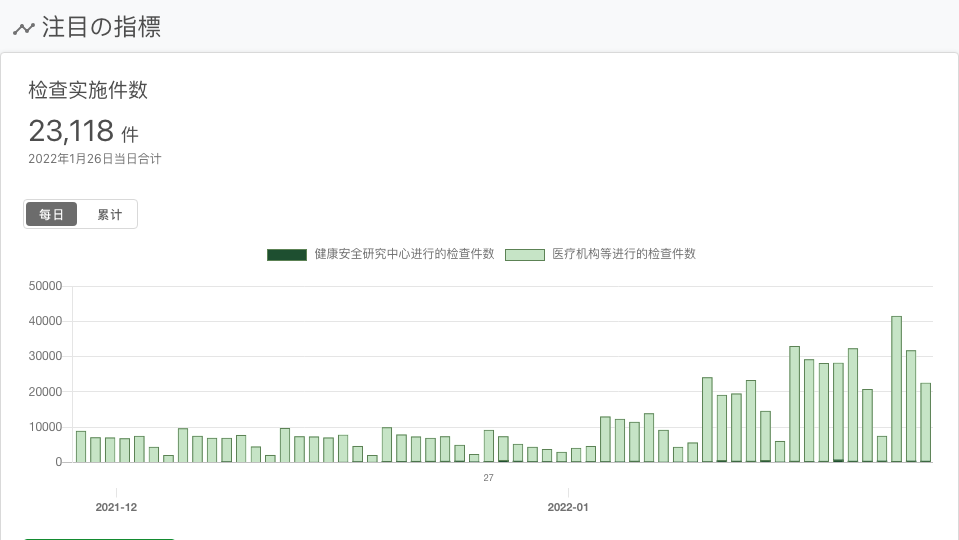 注目の指標
检查实施件数
23,118 件
2022年1月26日当日合计
每日 累计
健康安全研究中心进行的检查件数 医疗机构等进行的检查件数
50000
40000
30000
20000
10000
0
27
2021-12 2022-01